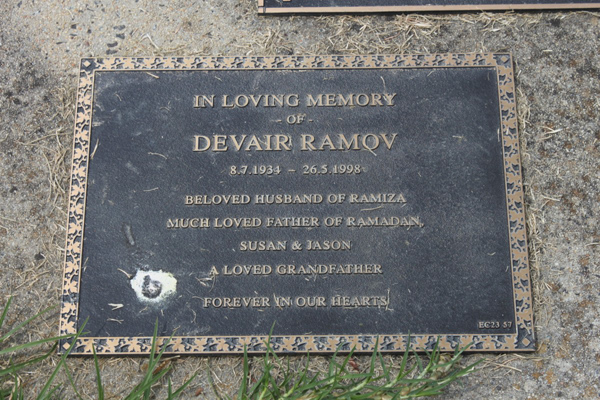 IN LOVING MEMORY
- OF -
DEVAIR RAMOV
8.7.1934 - 26.5.1998
BELOVED HUSBAND OF RAMIZA
MUCH LOVED FATHER OF RAMADAN,
SUSAN & JASON
A LOVED GRANDFATHER
FOREVER IN OUR HEARTS
EC23 57